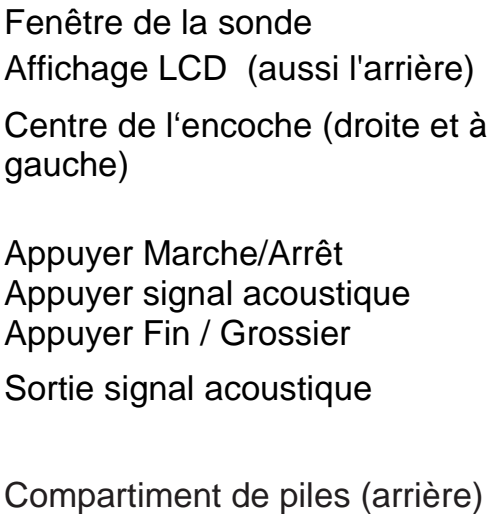 Fenêtre de la sonde
Affichage LCD  (aussi l'arrière)
Centre de l‘encoche (droite et à
gauche)
Appuyer Marche/Arrêt
Appuyer signal acoustique
Appuyer Fin / Grossier
Sortie signal acoustique
Compartiment de piles (arrière)